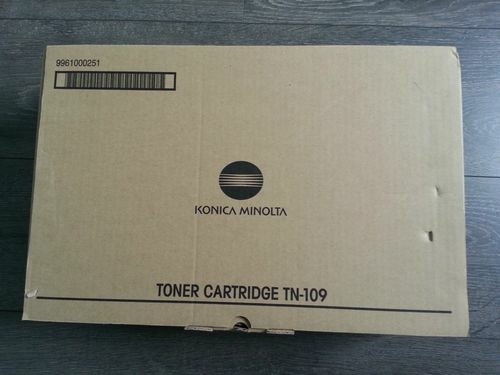 9961000251
KONICA MINOLTA
TONER CARTRIDGE TN-109